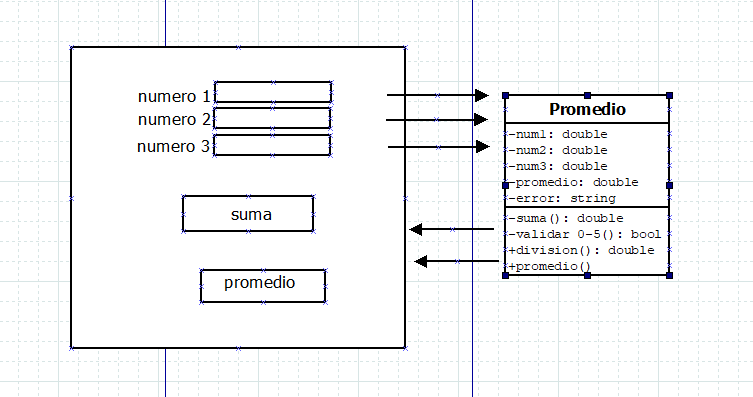 numero 1
numero 2
numero 3
suma
promedio
Promedio
-num1: double
-num2: double
-num3: double
-promedio: double
-error: string
-suma(): double
-validar 0-5(): bool
+division(): double
+promedio()